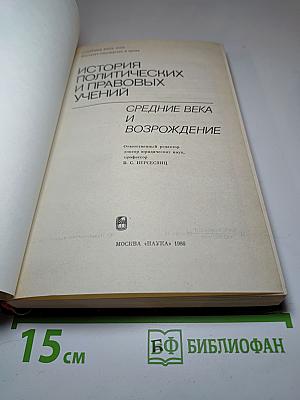 ИСТОРИЯ
ПОЛИТИЧЕСКИХ
И ПРАВОВЫХ
УЧЕНИЙ
СРЕДНИЕ ВЕКА
И
ВОЗРОЖДЕНИЕ
Ответственный редактор
доктор юридических наук,
профессор
В. С. НЕРСЕСЯНЦ
МОСКВА «НАУКА» 1986
15 см
БФ БИБЛИОФАН